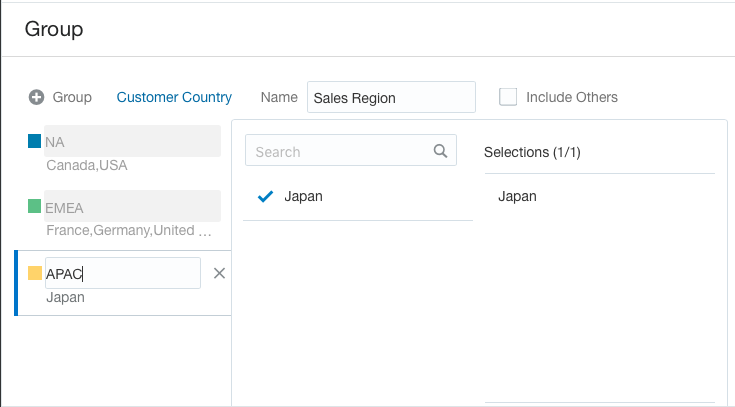 Group
Group Customer Country Name Sales Region Include Others
NA
Canada,USA
EMEA
France,Germany,United ...
APAC
Japan
Search
Japan
Selections (1/1)
Japan